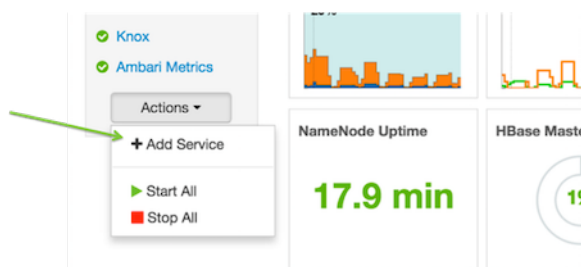 Knox
Ambari Metrics
Actions
Add Service
Start All
Stop All
NameNode Uptime
17.9 min
HBase Maste